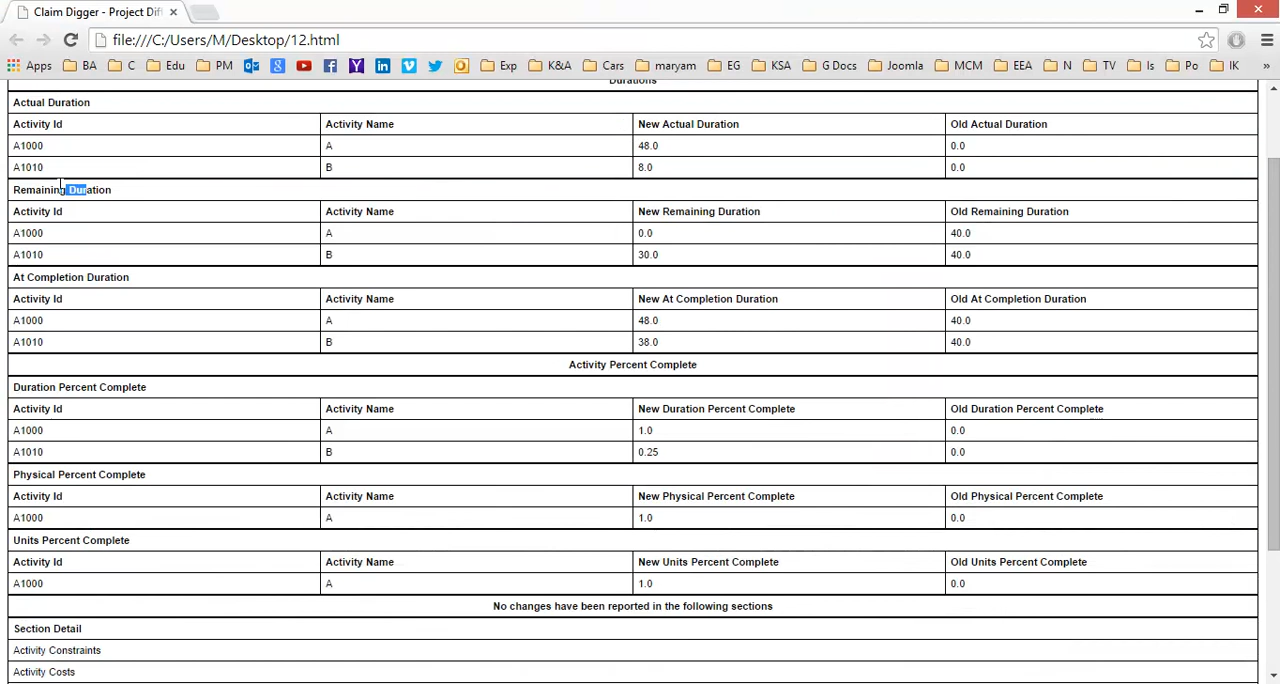 Claim Digger - Project Dif
file:///C:/Users/M/Desktop/12.html
Apps BA C Edu PM Exp K&A Cars maryam EG KSA G Docs Joomla MCM EEA N TV Is Po IK »
Durations
Actual Duration
Activity Id Activity Name New Actual Duration Old Actual Duration
A1000 A 48.0 0.0
A1010 B 8.0 0.0
Remaining Duration
Activity Id Activity Name New Remaining Duration Old Remaining Duration
A1000 A 0.0 40.0
A1010 B 30.0 40.0
At Completion Duration
Activity Id Activity Name New At Completion Duration Old At Completion Duration
A1000 A 48.0 40.0
A1010 B 38.0 40.0
Activity Percent Complete
Duration Percent Complete
Activity Id Activity Name New Duration Percent Complete Old Duration Percent Complete
A1000 A 1.0 0.0
A1010 B 0.25 0.0
Physical Percent Complete
Activity Id Activity Name New Physical Percent Complete Old Physical Percent Complete
A1000 A 1.0 0.0
Units Percent Complete
Activity Id Activity Name New Units Percent Complete Old Units Percent Complete
A1000 A 1.0 0.0
No changes have been reported in the following sections
Section Detail
Activity Constraints
Activity Costs